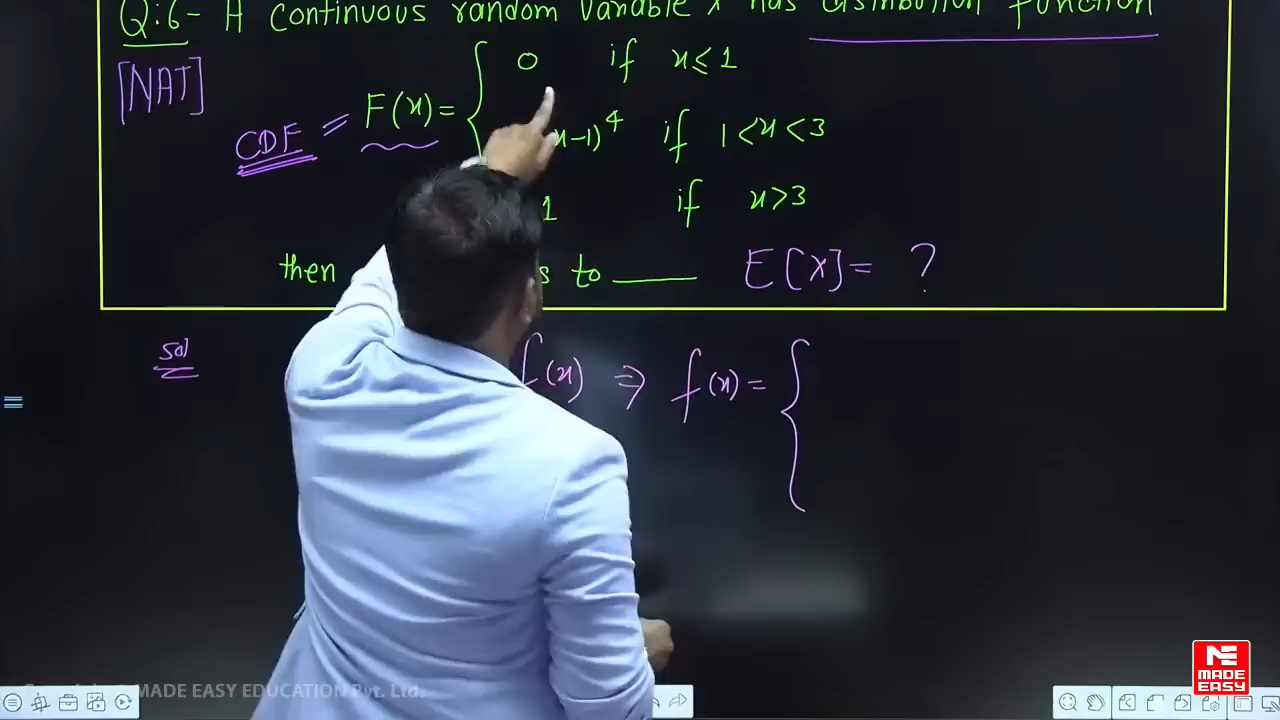 Q:6- A continuous random variable x has distribution function
[NAT]
CDF = F(x) = { 0 if x ≤ 1
x-1)^4 if 1 < x < 3
1 if x > 3
then s to ______ E[X] = ?
Sol
f(x) ⇒ f(x) = {
MADE EASY EDUCATION Pvt. Ltd.
MADE EASY